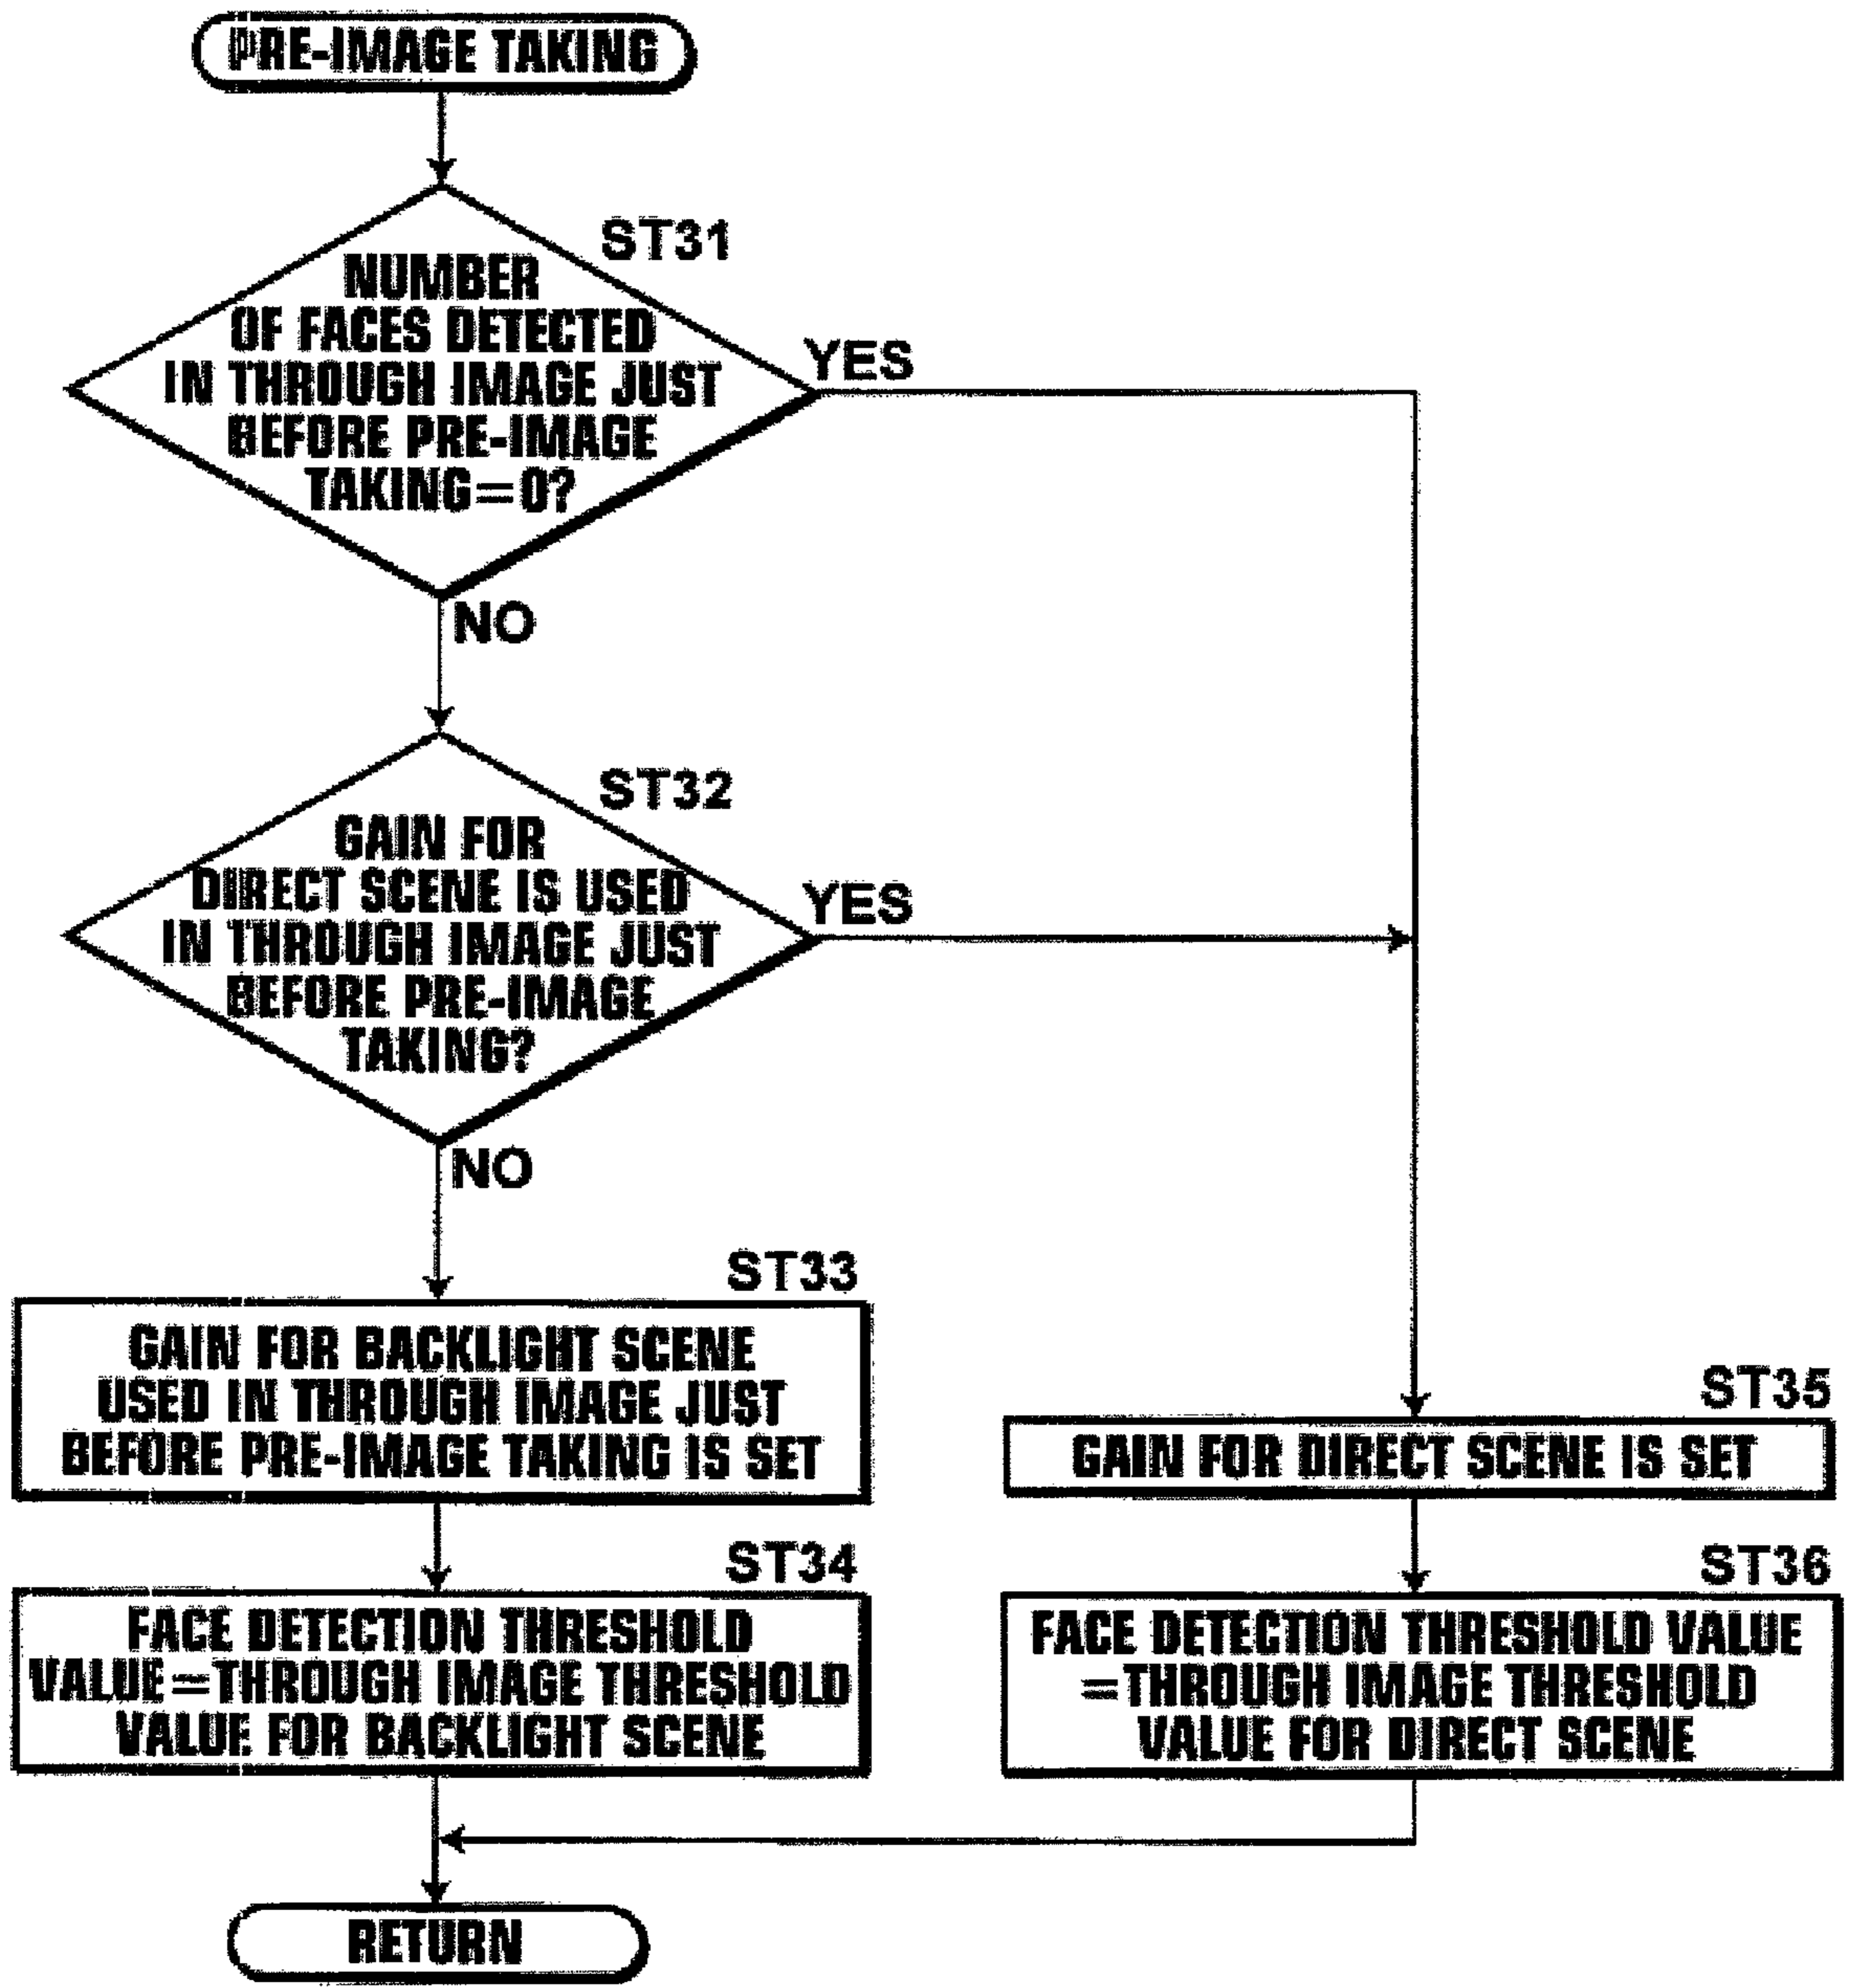 PRE-IMAGE TAKING
ST31
NUMBER
OF FACES DETECTED
IN THROUGH IMAGE JUST
BEFORE PRE-IMAGE
TAKING=0?
YES
NO
ST32
GAIN FOR
DIRECT SCENE IS USED
IN THROUGH IMAGE JUST
BEFORE PRE-IMAGE
TAKING?
YES
NO
ST33
GAIN FOR BACKLIGHT SCENE
USED IN THROUGH IMAGE JUST
BEFORE PRE-IMAGE TAKING IS SET
ST34
FACE DETECTION THRESHOLD
VALUE=THROUGH IMAGE THRESHOLD
VALUE FOR BACKLIGHT SCENE
ST35
GAIN FOR DIRECT SCENE IS SET
ST36
FACE DETECTION THRESHOLD VALUE
=THROUGH IMAGE THRESHOLD
VALUE FOR DIRECT SCENE
RETURN